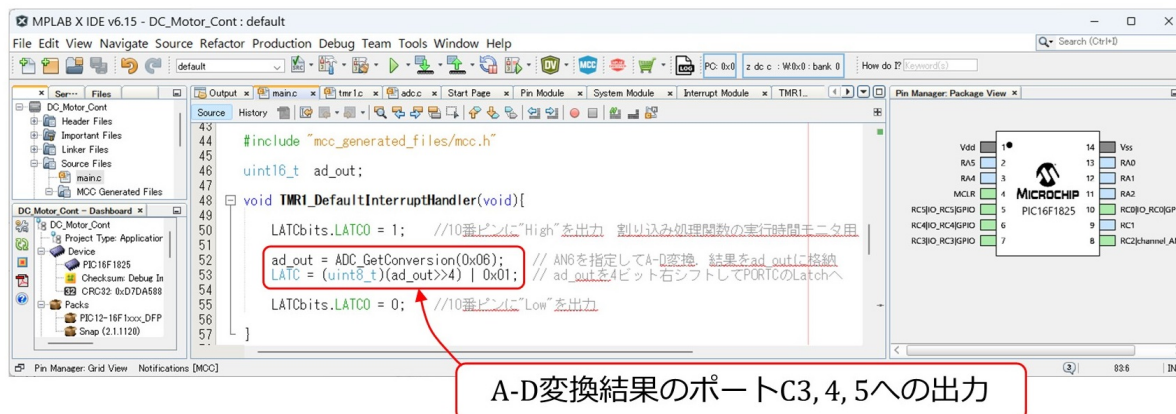 MPLAB X IDE v6.15 - DC_Motor_Cont : default
File Edit View Navigate Source Refactor Production Debug Team Tools Window Help
Search (Ctrl+I)
default
PC: 0x0
z dc c : W:0x0 : bank 0
How do I?
Keyword(s)
Ser...
Files
DC_Motor_Cont
Header Files
Important Files
Linker Files
Source Files
main.c
MCC Generated Files
DC_Motor_Cont - Dashboard
DC_Motor_Cont
Project Type: Applicatior
Device
PIC16F1825
Checksum: Debug Im
CRC32: 0xD7DA588
Packs
PIC12-16F1xxx_DFP
Snap (2.1.1120)
Output
main.c
tmr1.c
adc.c
Start Page
Pin Module
System Module
Interrupt Module
TMR1...
Source History
43
44 #include "mcc_generated_files/mcc.h"
45
46 uint16_t ad_out;
47
48 void TMR1_DefaultInterruptHandler(void){
49
50 LATCbits.LATC0 = 1; //10番ピンに"High"を出力 割り込み処理関数の実行時間モニタ用
51
52 ad_out = ADC_GetConversion(0x06); // AN6を指定してA-D変換、結果をad_outに格納
53 LATC = (uint8_t)(ad_out>>4) | 0x01; // ad_outを4ビット右シフトしてPORTCのLatchへ
54
55 LATCbits.LATC0 = 0; //10番ピンに"Low"を出力
56
57 }
Pin Manager: Package View
Vdd 1 14 Vss
RA5 2 13 RA0
RA4 3 12 RA1
MCLR 4 MICROCHIP 11 RA2
RC5|IO_RC5|GPIO 5 PIC16F1825 10 RC0|IO_RC0|GP
RC4|IO_RC4|GPIO 6 9 RC1
RC3|IO_RC3|GPIO 7 8 RC2|channel_A
Pin Manager: Grid View Notifications [MCC]
3
83:6
IN
A-D変換結果のポートC3, 4, 5への出力